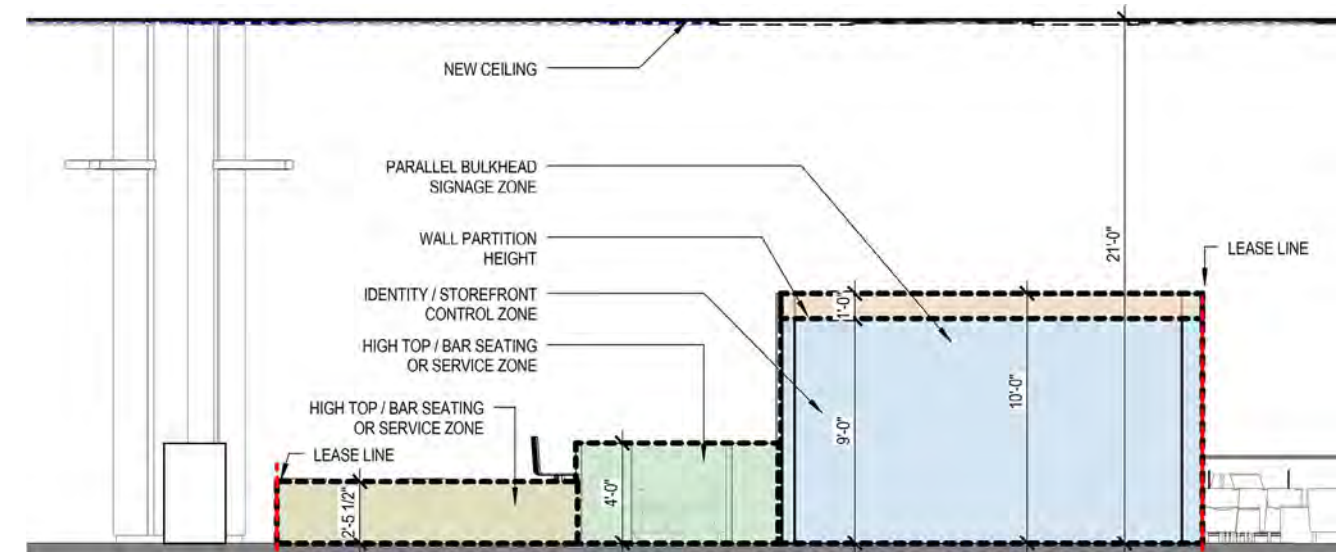 NEW CEILING
PARALLEL BULKHEAD
SIGNAGE ZONE
WALL PARTITION
HEIGHT
IDENTITY / STOREFRONT
CONTROL ZONE
HIGH TOP / BAR SEATING
OR SERVICE ZONE
HIGH TOP / BAR SEATING
OR SERVICE ZONE
LEASE LINE
2'-5 1/2"
4'-0"
1'-0"
9'-0"
10'-0"
21'-0"
LEASE LINE